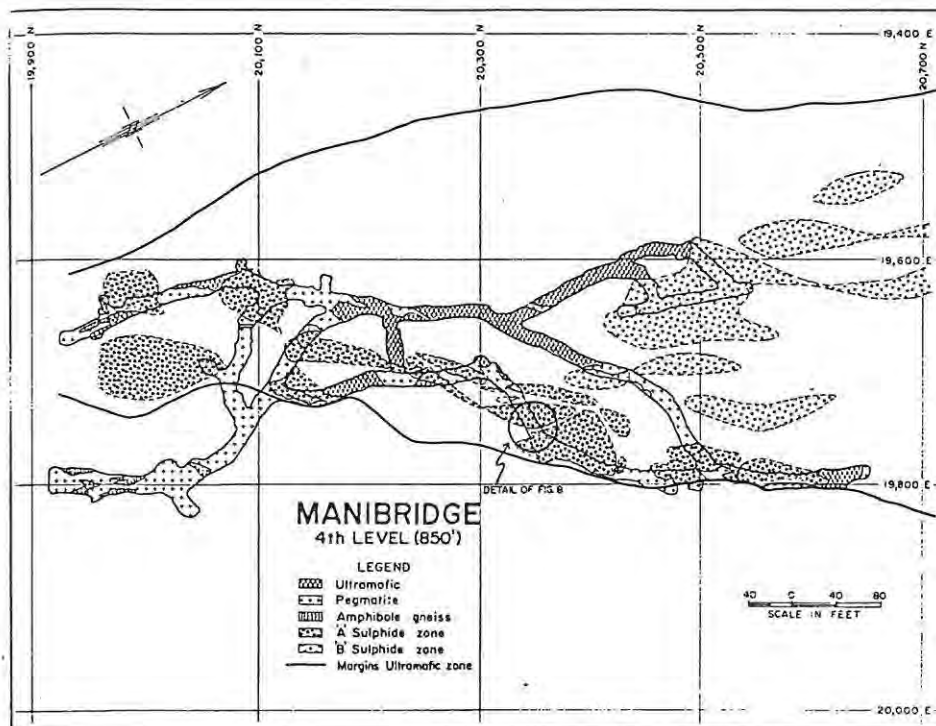 19,900 N
20,100 N
20,300 N
20,500 N
20,700 N
19,400 E
19,600 E
19,800 E
DETAIL OF FIG. 8
MANIBRIDGE
4th LEVEL (850')
LEGEND
Ultramafic
Pegmatite
Amphibole gneiss
'A' Sulphide zone
'B' Sulphide zone
Margins Ultramafic zone
40 0 40 80
SCALE IN FEET
20,000 E